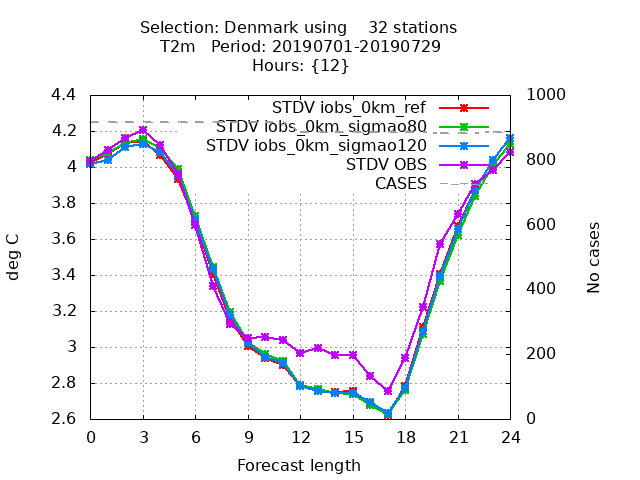 Selection: Denmark using    32 stations
T2m   Period: 20190701-20190729
Hours: {12}
4.4
4.2
4
3.8
3.6
3.4
3.2
3
2.8
2.6
deg C
STDV iobs_0km_ref
STDV iobs_0km_sigmao80
STDV iobs_0km_sigmao120
STDV OBS
CASES
1000
800
600
400
200
0
No cases
0 3 6 9 12 15 18 21 24
Forecast length